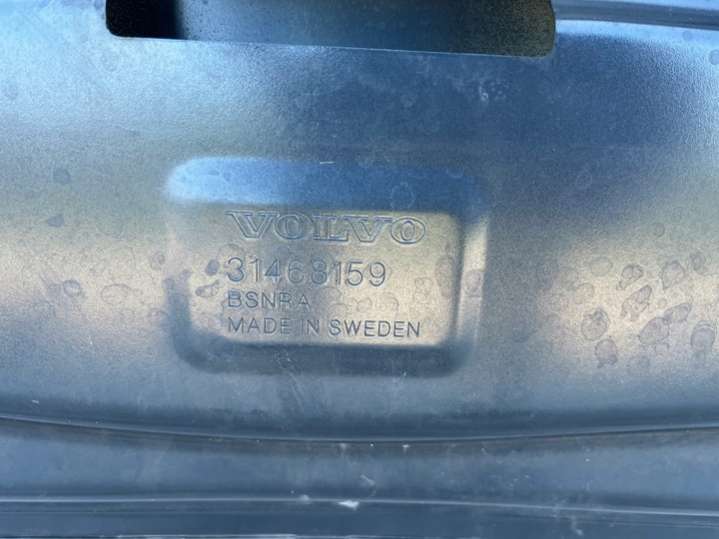 VOLVO
31468159
BSNRA
MADE IN SWEDEN